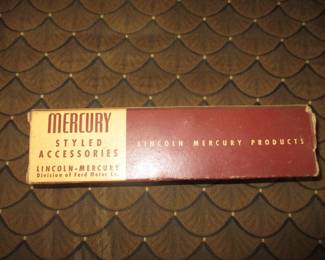 MERCURY
STYLED
ACCESSORIES
LINCOLN-MERCURY
Division of Ford Motor Co.
LINCOLN MERCURY PRODUCTS